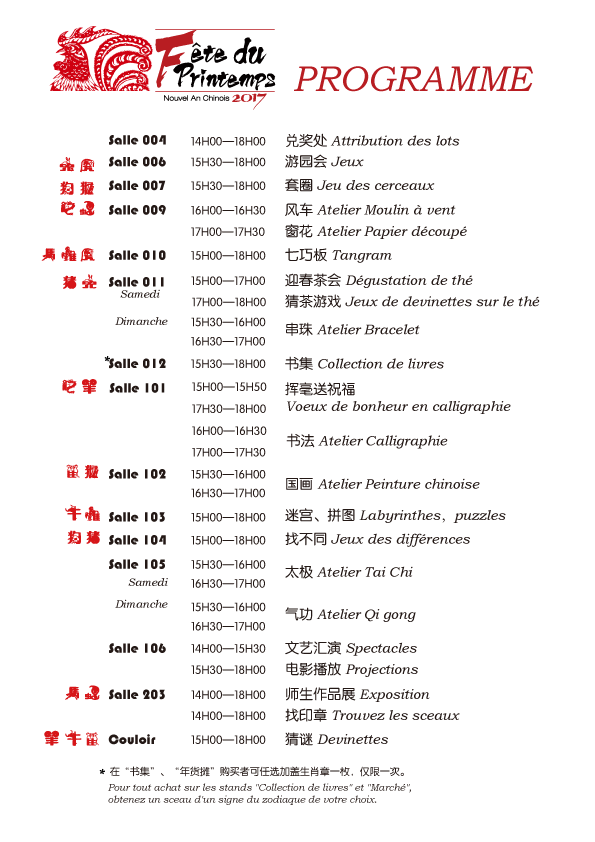 Fête du
Printemps
Nouvel An Chinois 2017
PROGRAMME
Salle 004 14H00—18H00 兑奖处 Attribution des lots
Salle 006 15H30—18H00 游园会 Jeux
Salle 007 15H30—18H00 套圈 Jeu des cerceaux
Salle 009 16H00—16H30 风车 Atelier Moulin à vent
17H00—17H30 窗花 Atelier Papier découpé
Salle 010 15H00—18H00 七巧板 Tangram
Salle 011 15H00—17H00 迎春茶会 Dégustation de thé
Samedi
17H00—18H00 猜茶游戏 Jeux de devinettes sur le thé
Dimanche 15H30—16H00
串珠 Atelier Bracelet
16H30—17H00
*Salle 012 15H30—18H00 书集 Collection de livres
Salle 101 15H00—15H50 挥毫送祝福
17H30—18H00 Voeux de bonheur en calligraphie
16H00—16H30
书法 Atelier Calligraphie
17H00—17H30
Salle 102 15H30—16H00
国画 Atelier Peinture chinoise
16H30—17H00
Salle 103 15H00—18H00 迷宫、拼图 Labyrinthes, puzzles
Salle 104 15H00—18H00 找不同 Jeux des différences
Salle 105 15H30—16H00
太极 Atelier Tai Chi
Samedi 16H30—17H00
Dimanche 15H30—16H00
气功 Atelier Qi gong
16H30—17H00
Salle 106 14H00—15H30 文艺汇演 Spectacles
15H30—18H00 电影播放 Projections
Salle 203 14H00—18H00 师生作品展 Exposition
14H00—18H00 找印章 Trouvez les sceaux
Couloir 15H00—18H00 猜谜 Devinettes
* 在“书集”、“年货摊”购买者可任选加盖生肖章一枚，仅限一次。
Pour tout achat sur les stands "Collection de livres" et "Marché",
obtenez un sceau d'un signe du zodiaque de votre choix.